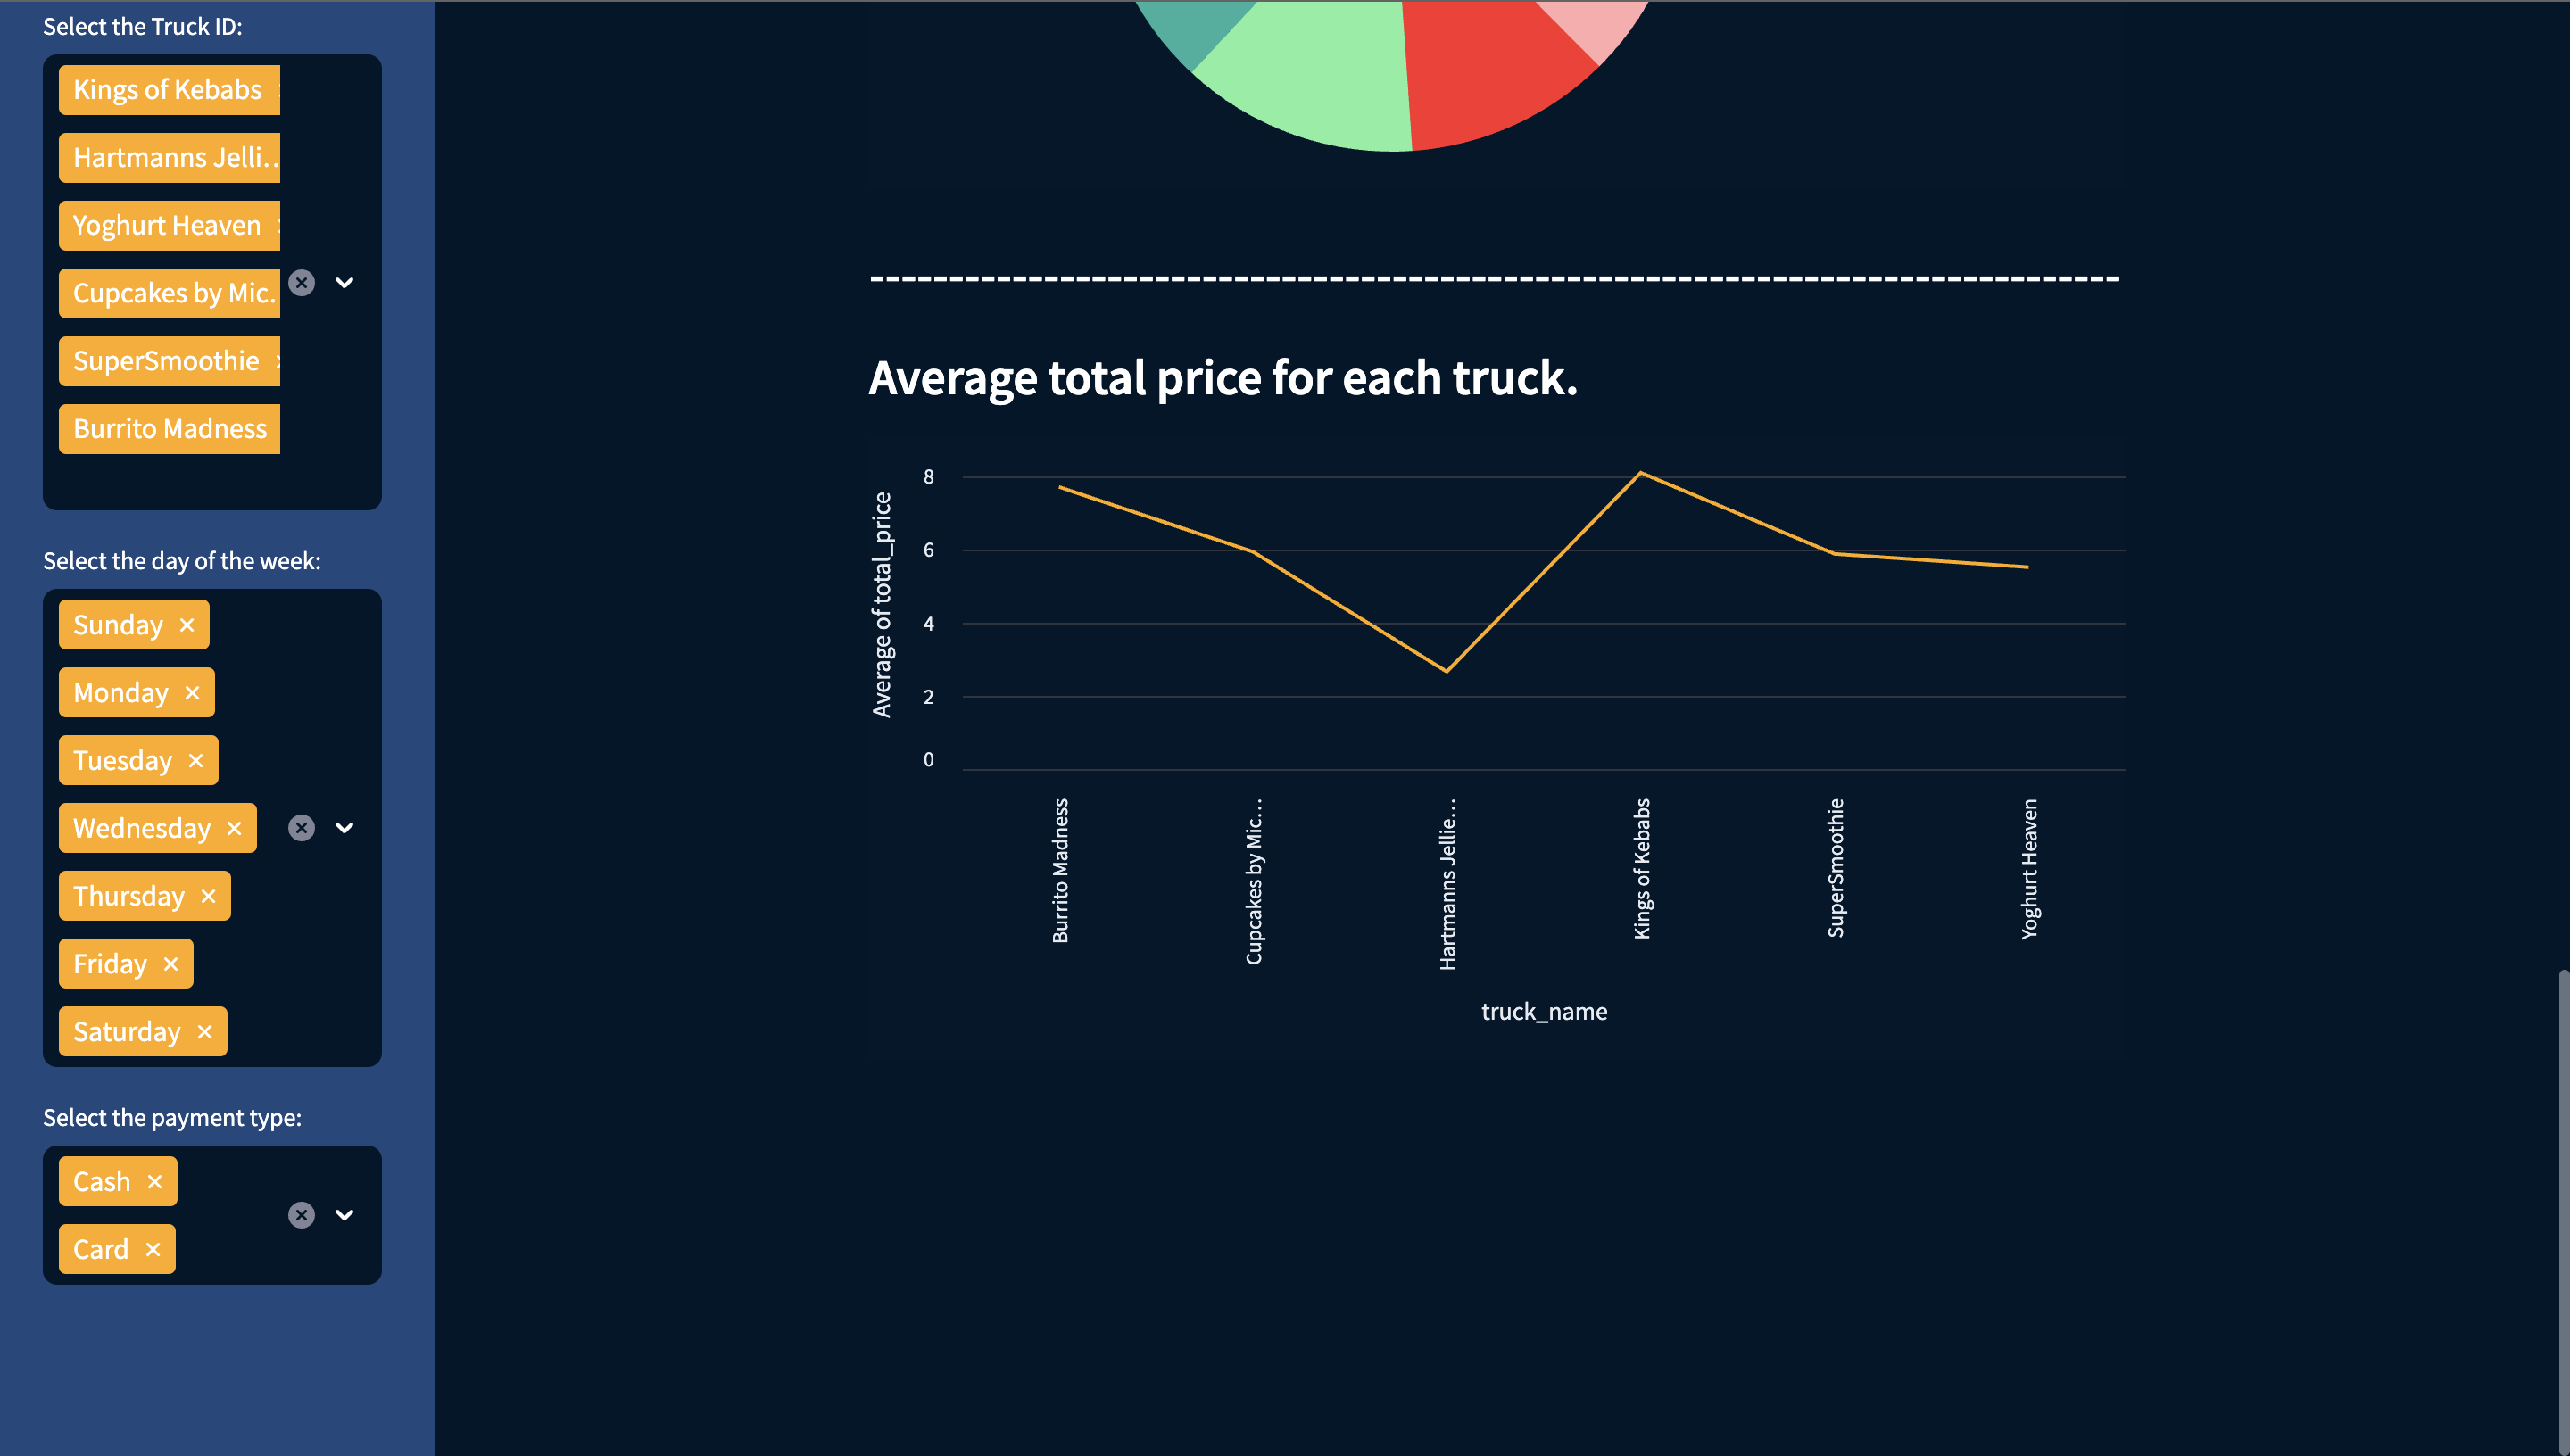 Select the Truck ID:
Kings of Kebabs
Hartmanns Jelli..
Yoghurt Heaven
Cupcakes by Mic.
SuperSmoothie
Burrito Madness
Select the day of the week:
Sunday
Monday
Tuesday
Wednesday
Thursday
Friday
Saturday
Select the payment type:
Cash
Card
Average total price for each truck.
Average of total_price
8
6
4
2
0
Burrito Madness
Cupcakes by Mic…
Hartmanns Jellie…
Kings of Kebabs
SuperSmoothie
Yoghurt Heaven
truck_name